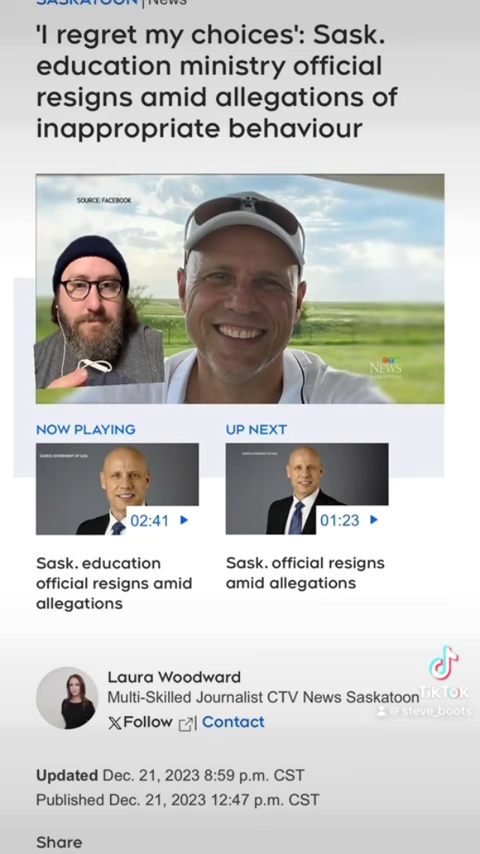 SASKATOON | News
'I regret my choices': Sask.
education ministry official
resigns amid allegations of
inappropriate behaviour
SOURCE: FACEBOOK
CTV
NEWS
NOW PLAYING
UP NEXT
02:41
01:23
Sask. education
official resigns amid
allegations
Sask. official resigns
amid allegations
Laura Woodward
Multi-Skilled Journalist CTV News Saskatoon
X Follow | Contact
TikTok
@steve_boots
Updated Dec. 21, 2023 8:59 p.m. CST
Published Dec. 21, 2023 12:47 p.m. CST
Share